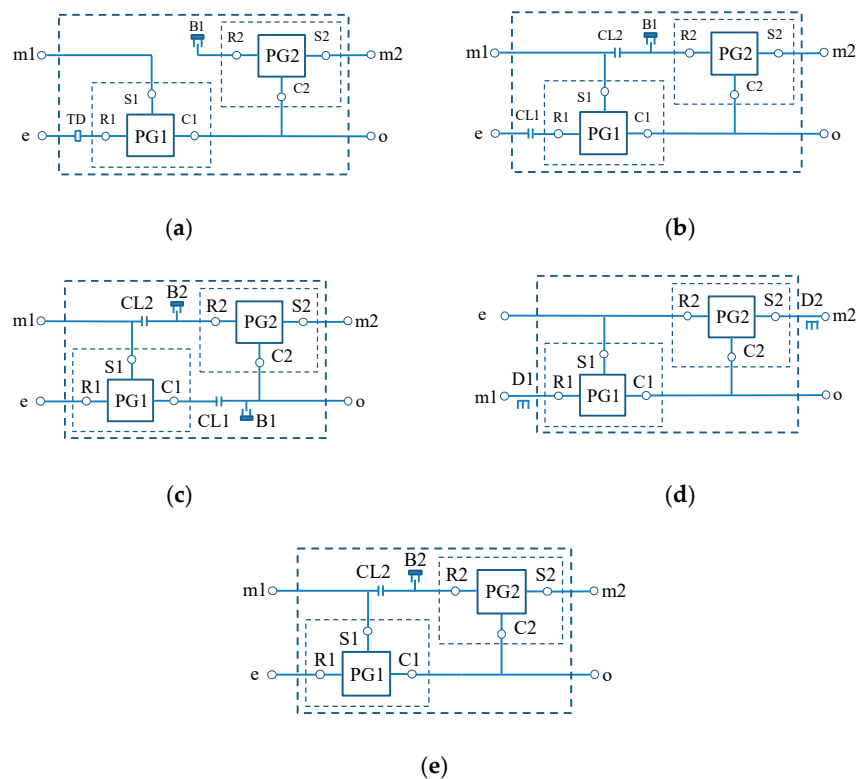 B1 R2 S2
m1 PG2 m2
S1 C2
TD R1 C1
e PG1 o
(a)
CL2 B1 R2 S2
m1 PG2 m2
S1 C2
CL1 R1 C1
e PG1 o
(b)
B2
CL2 R2 S2
m1 PG2 m2
S1 C2
R1 C1
e PG1 o
CL1 B1
(c)
R2 S2 D2
e PG2 m2
S1 C2
D1 R1 C1
m1 PG1 o
(d)
B2
CL2 R2 S2
m1 PG2 m2
S1 C2
R1 C1
e PG1 o
(e)